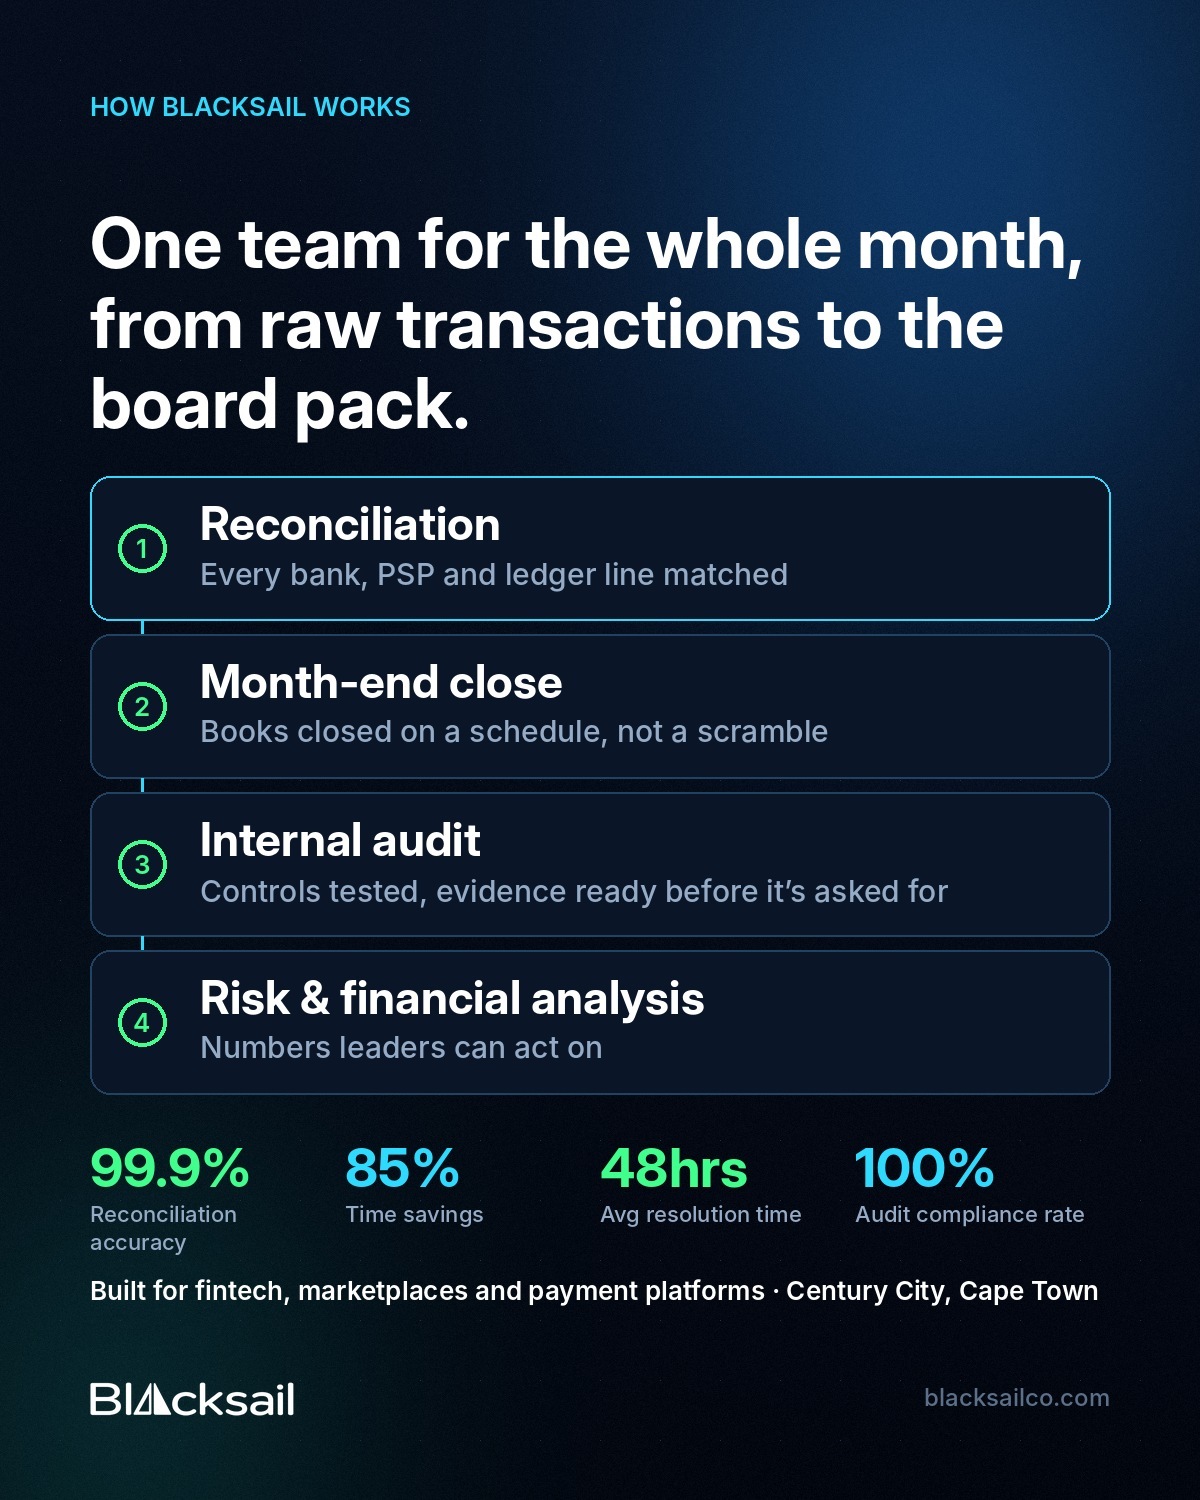 HOW BLACKSAIL WORKS
One team for the whole month,
from raw transactions to the
board pack.
1
Reconciliation
Every bank, PSP and ledger line matched
2
Month-end close
Books closed on a schedule, not a scramble
3
Internal audit
Controls tested, evidence ready before it’s asked for
4
Risk & financial analysis
Numbers leaders can act on
99.9%
Reconciliation
accuracy
85%
Time savings
48hrs
Avg resolution time
100%
Audit compliance rate
Built for fintech, marketplaces and payment platforms · Century City, Cape Town
Blacksail
blacksailco.com